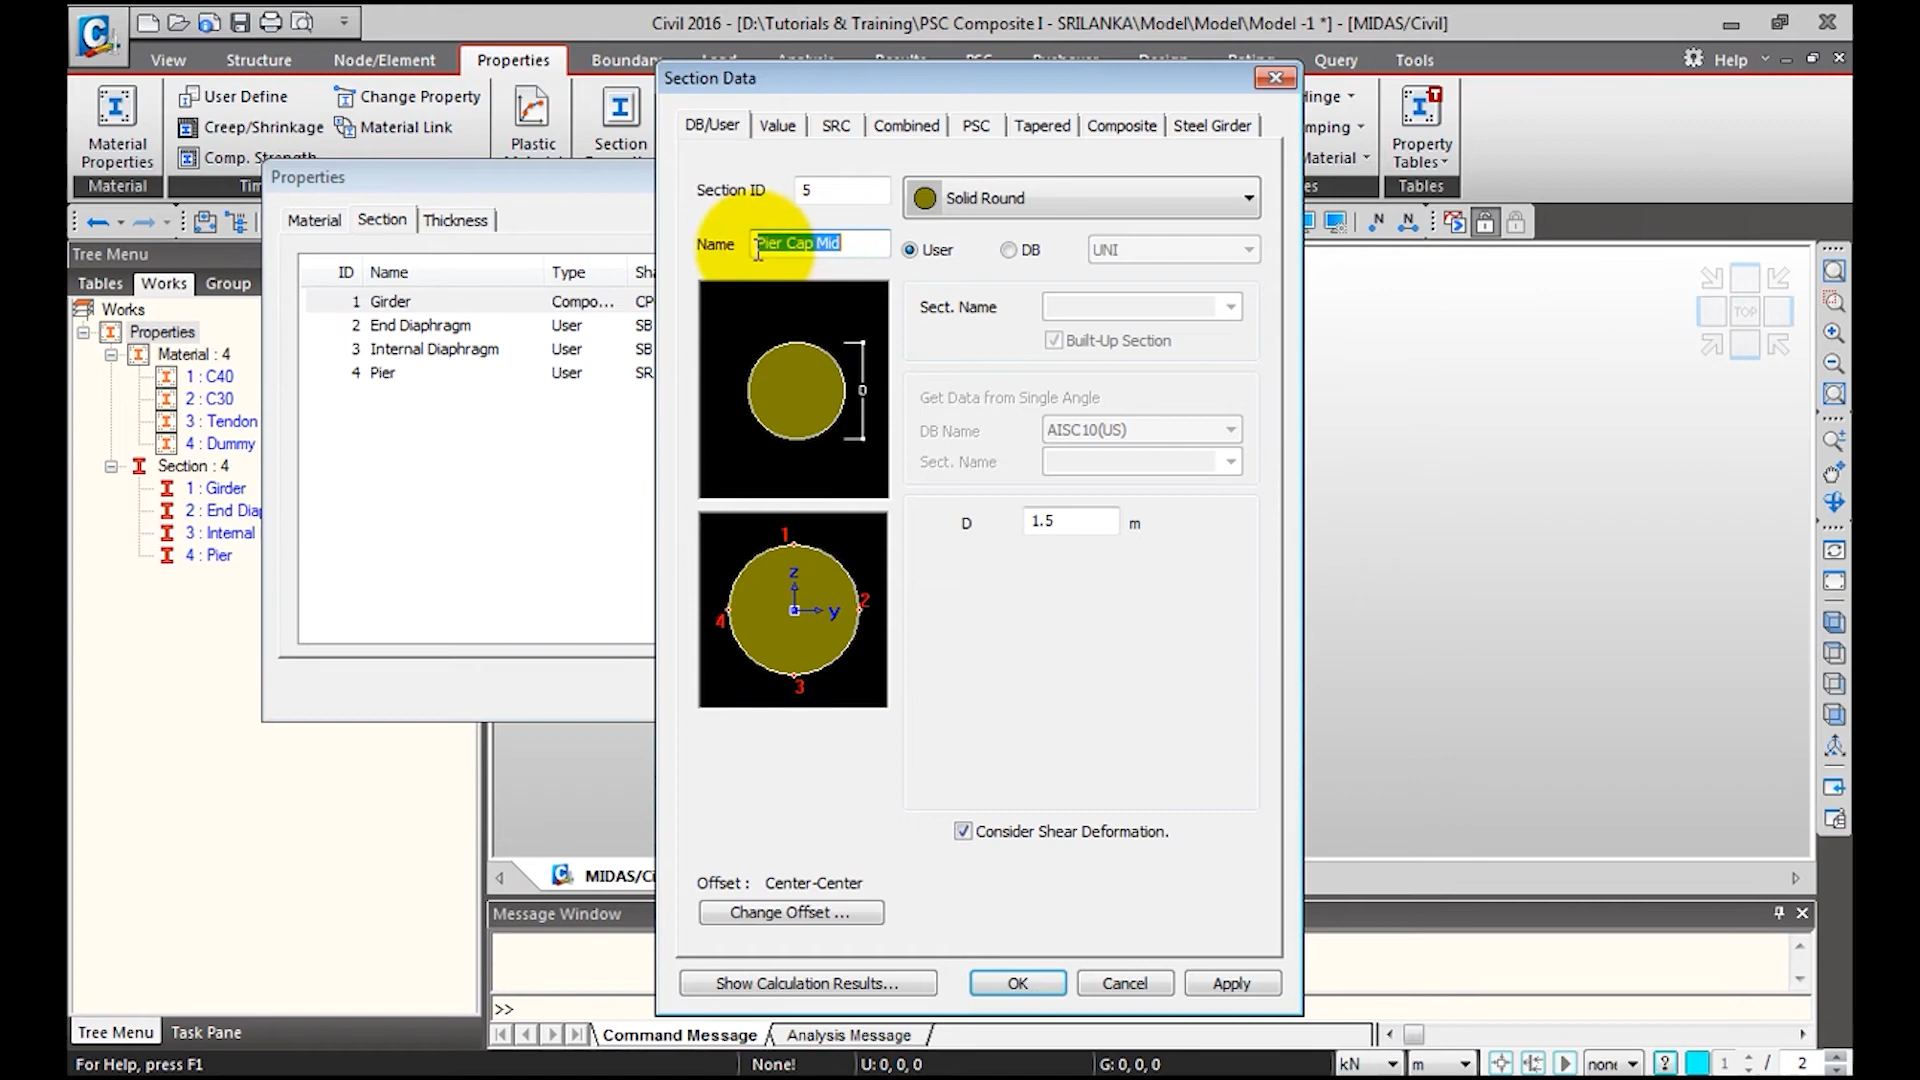 Civil 2016 - [D:\Tutorials & Training\PSC Composite I - SRILANKA\Model\Model\Model -1 *] - [MIDAS/Civil]
View Structure Node/Element Properties Query Tools Help
User Define Change Property
Creep/Shrinkage Material Link
Material Properties
Plastic
Section
Property Tables
Material
Tables
Tree Menu
Tables Works Group
Works
Properties
Material : 4
1 : C40
2 : C30
3 : Tendon
4 : Dummy
Section : 4
1 : Girder
2 : End
3 : Internal
4 : Pier
Tree Menu Task Pane
Properties
Material Section Thickness
ID Name Type
1 Girder Compo...
2 End Diaphragm User SB
3 Internal Diaphragm User SB
4 Pier User SR
Section Data
DB/User Value SRC Combined PSC Tapered Composite Steel Girder
Section ID 5 Solid Round
Name Pier Cap Mid User DB UNI
Sect. Name
Built-Up Section
Get Data from Single Angle
DB Name AISC10(US)
Sect. Name
D 1.5 m
D
1
z
y
2
4
3
Consider Shear Deformation.
Offset : Center-Center
Change Offset ...
Show Calculation Results... OK Cancel Apply
TOP
N N
Message Window
>>
Command Message Analysis Message
For Help, press F1 None! U: 0, 0, 0 G: 0, 0, 0 kN m none 1 / 2